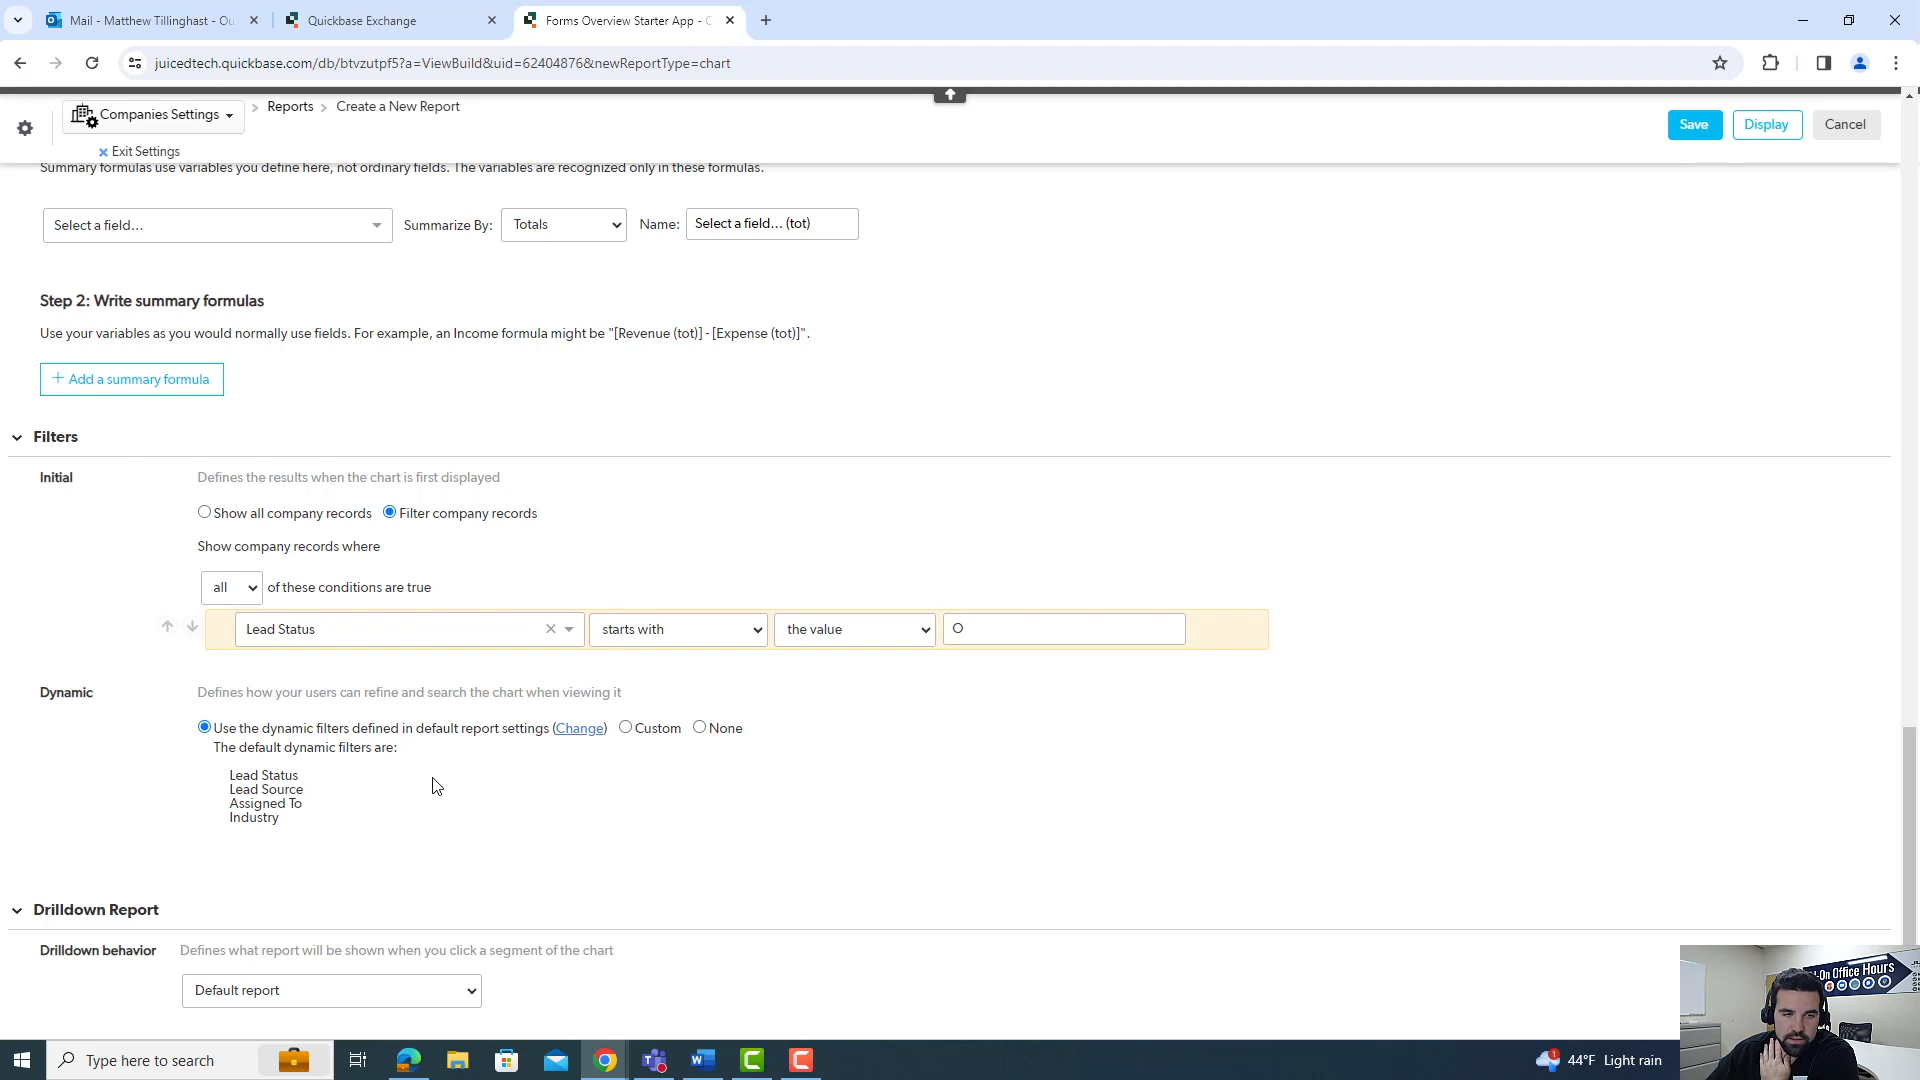 Mail - Matthew Tillinghast - Ou
Quickbase Exchange
Forms Overview Starter App - C
juicedtech.quickbase.com/db/btvzutpf5?a=ViewBuild&uid=62404876&newReportType=chart
Companies Settings > Reports > Create a New Report
Save Display Cancel
Exit Settings
Summary formulas use variables you define here, not ordinary fields. The variables are recognized only in these formulas.
Select a field... Summarize By: Totals Name: Select a field... (tot)
Step 2: Write summary formulas
Use your variables as you would normally use fields. For example, an Income formula might be "[Revenue (tot)] - [Expense (tot)]".
+ Add a summary formula
Filters
Initial Defines the results when the chart is first displayed
Show all company records Filter company records
Show company records where
all of these conditions are true
Lead Status starts with the value O
Dynamic Defines how your users can refine and search the chart when viewing it
Use the dynamic filters defined in default report settings (Change) Custom None
The default dynamic filters are:
Lead Status
Lead Source
Assigned To
Industry
Drilldown Report
Drilldown behavior Defines what report will be shown when you click a segment of the chart
Default report
-On Office Hours
Type here to search
44°F Light rain